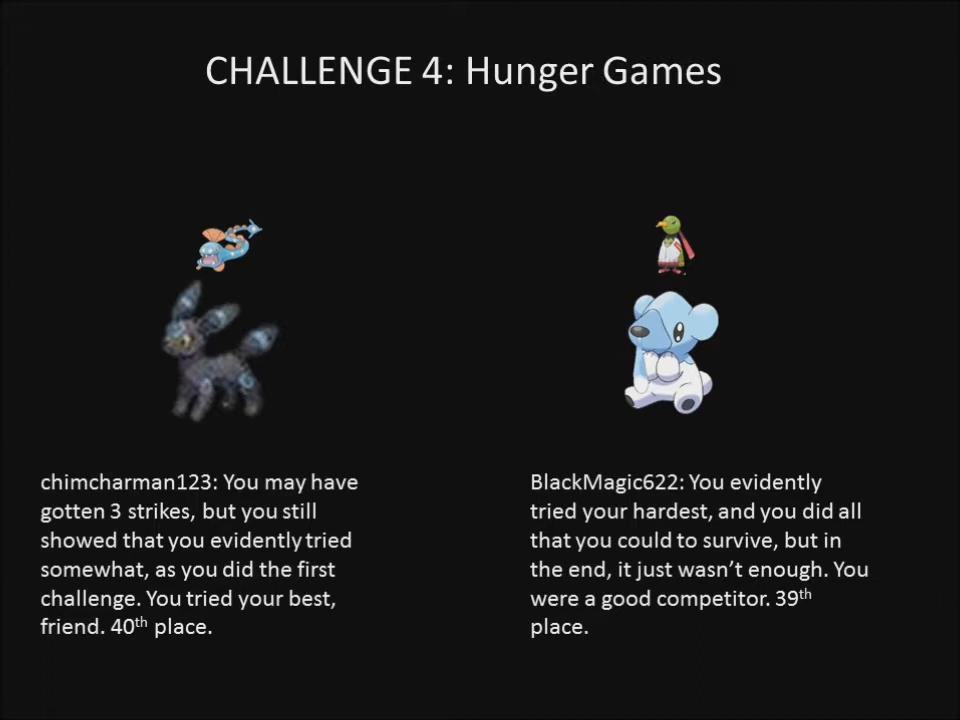 CHALLENGE 4: Hunger Games
chimcharman123: You may have
gotten 3 strikes, but you still
showed that you evidently tried
somewhat, as you did the first
challenge. You tried your best,
friend. 40th place.
BlackMagic622: You evidently
tried your hardest, and you did all
that you could to survive, but in
the end, it just wasn’t enough. You
were a good competitor. 39th
place.